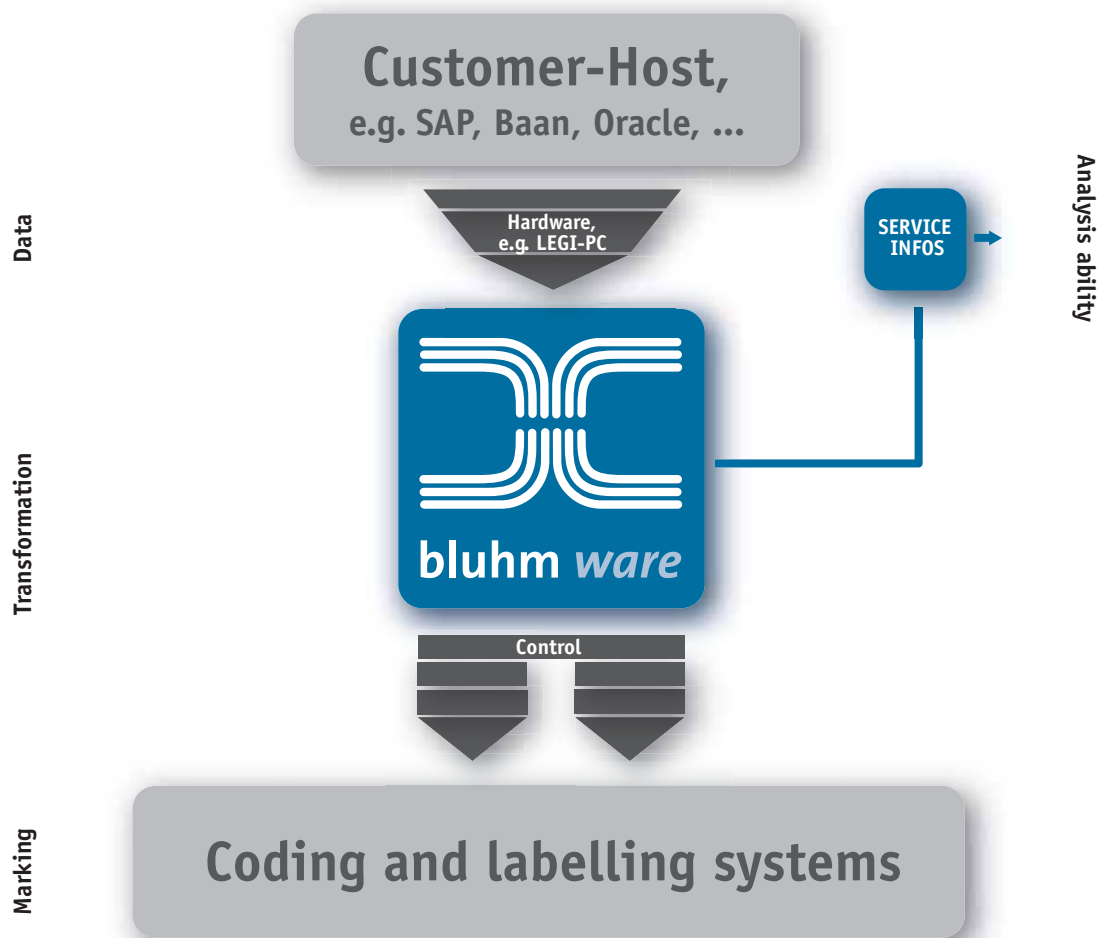 Customer-Host,
e.g. SAP, Baan, Oracle, ...
Data
Hardware,
e.g. LEGI-PC
SERVICE
INFOS
Analysis ability
Transformation
bluhm ware
Control
Marking
Coding and labelling systems